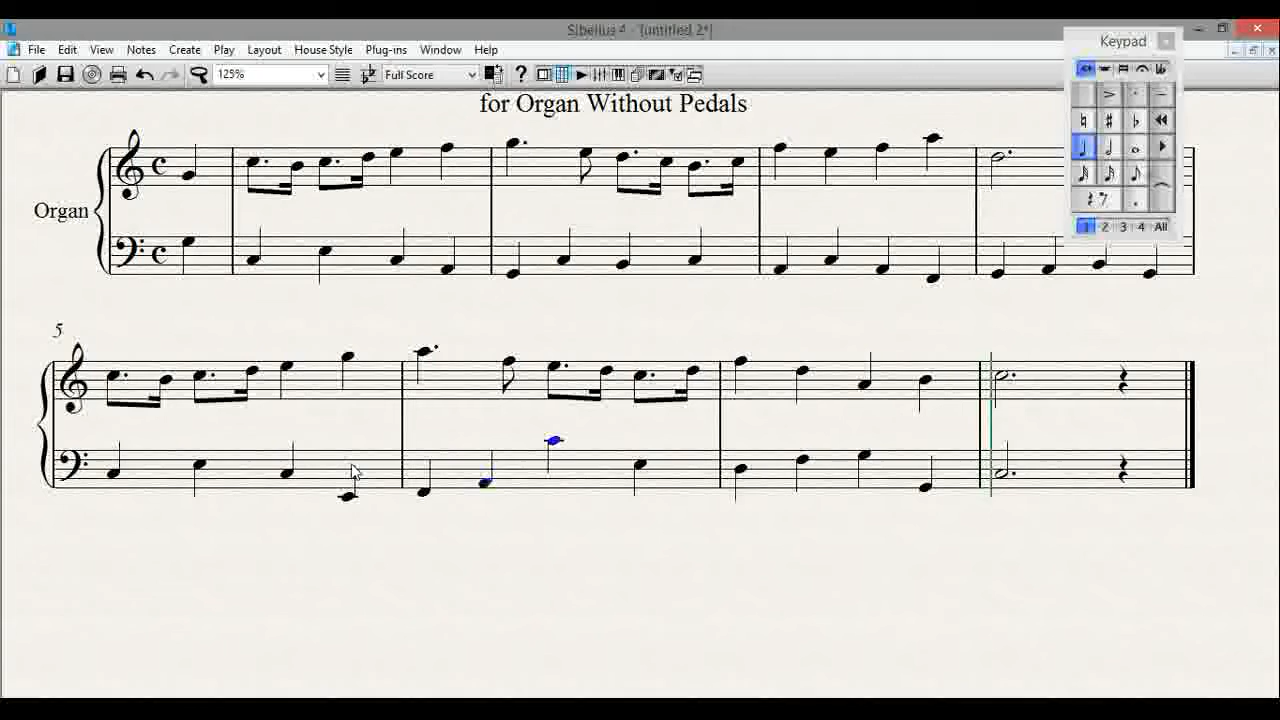 Sibelius 4 - [untitled 2*]
File Edit View Notes Create Play Layout House Style Plug-ins Window Help
125% Full Score ?
Keypad
1 2 3 4 All
for Organ Without Pedals
Organ
5